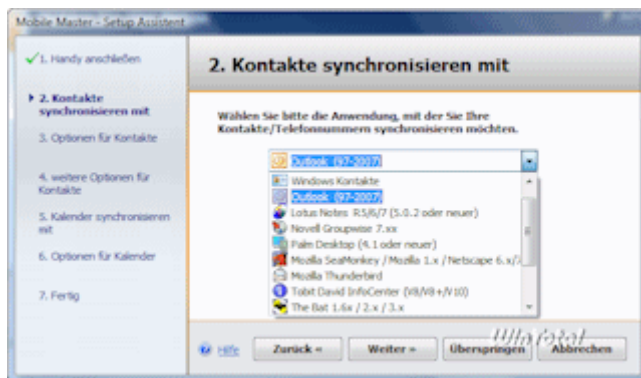 Mobile Master - Setup Assistent
1. Handy anschließen
2. Kontakte
synchronisieren mit
3. Optionen für Kontakte
4. weitere Optionen für
Kontakte
5. Kalender synchronisieren
mit
6. Optionen für Kalender
7. Fertig
2. Kontakte synchronisieren mit
Wählen Sie bitte die Anwendung, mit der Sie Ihre
Kontakte/Telefonnummern synchronisieren möchten.
Outlook (97-2007)
Windows Kontakte
Outlook (97-2007)
Lotus Notes R5/6/7 (5.0.2 oder neuer)
Novell Groupwise 7.xx
Palm Desktop (4.1 oder neuer)
Mozilla SeaMonkey / Mozilla 1.x / Netscape 6.x/
Mozilla Thunderbird
Tobit David InfoCenter (V8/V8+/V10)
The Bat 1.6x / 2.x / 3.x
Hilfe
Zurück «
Weiter »
Überspringen
Abbrechen
WinTotal